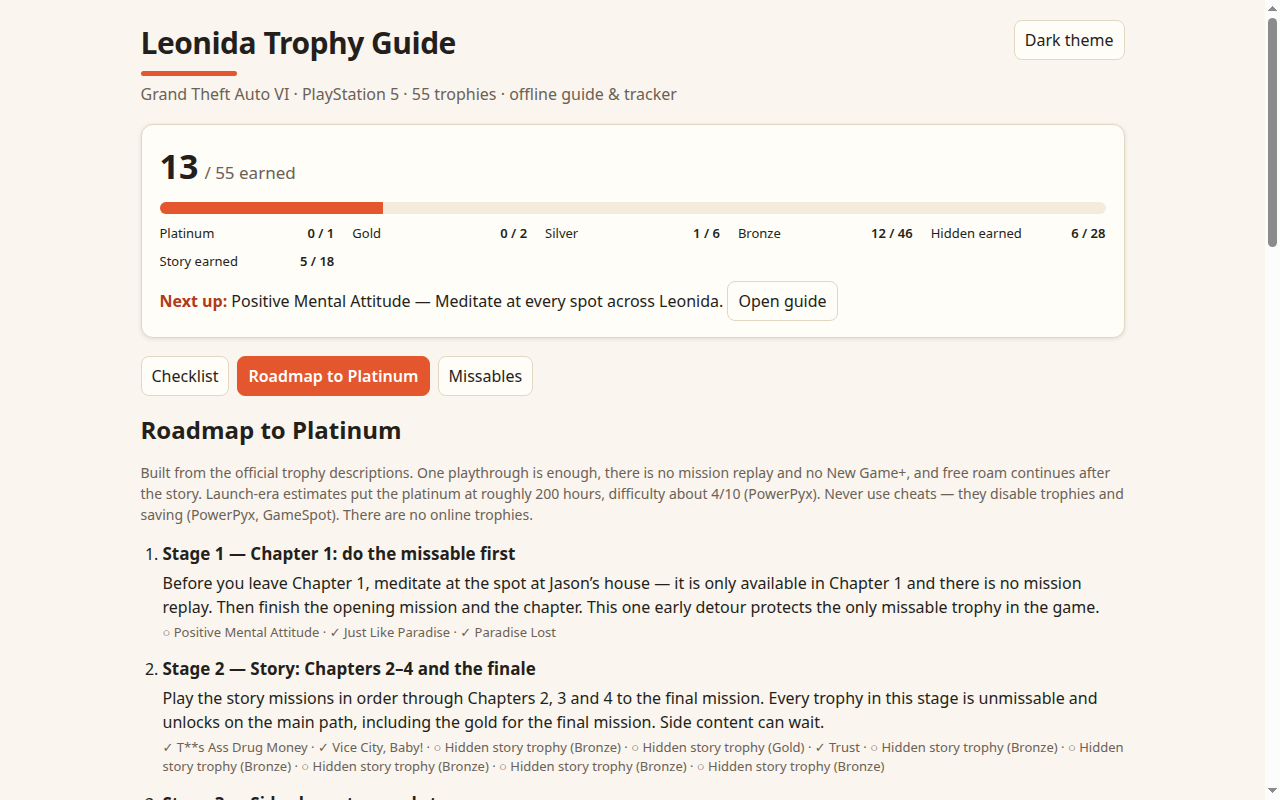 Leonida Trophy Guide
Dark theme
Grand Theft Auto VI · PlayStation 5 · 55 trophies · offline guide & tracker
13 / 55 earned
Platinum 0 / 1 Gold 0 / 2 Silver 1 / 6 Bronze 12 / 46 Hidden earned 6 / 28
Story earned 5 / 18
Next up: Positive Mental Attitude — Meditate at every spot across Leonida. Open guide
Checklist Roadmap to Platinum Missables
Roadmap to Platinum
Built from the official trophy descriptions. One playthrough is enough, there is no mission replay and no New Game+, and free roam continues after
the story. Launch-era estimates put the platinum at roughly 200 hours, difficulty about 4/10 (PowerPyx). Never use cheats — they disable trophies and
saving (PowerPyx, GameSpot). There are no online trophies.
1. Stage 1 — Chapter 1: do the missable first
Before you leave Chapter 1, meditate at the spot at Jason’s house — it is only available in Chapter 1 and there is no mission
replay. Then finish the opening mission and the chapter. This one early detour protects the only missable trophy in the game.
○ Positive Mental Attitude · ✓ Just Like Paradise · ✓ Paradise Lost
2. Stage 2 — Story: Chapters 2–4 and the finale
Play the story missions in order through Chapters 2, 3 and 4 to the final mission. Every trophy in this stage is unmissable and
unlocks on the main path, including the gold for the final mission. Side content can wait.
✓ T**s Ass Drug Money · ✓ Vice City, Baby! · ○ Hidden story trophy (Bronze) · ○ Hidden story trophy (Gold) · ✓ Trust · ○ Hidden story trophy (Bronze) · ○ Hidden
story trophy (Bronze) · ○ Hidden story trophy (Bronze) · ○ Hidden story trophy (Bronze) · ○ Hidden story trophy (Bronze)